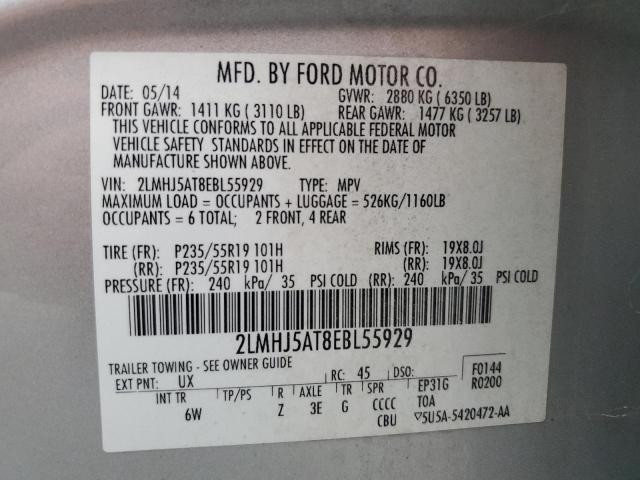 MFD. BY FORD MOTOR CO.
DATE: 05/14 GVWR: 2880 KG ( 6350 LB)
FRONT GAWR: 1411 KG ( 3110 LB) REAR GAWR: 1477 KG ( 3257 LB)
THIS VEHICLE CONFORMS TO ALL APPLICABLE FEDERAL MOTOR
VEHICLE SAFETY STANDARDS IN EFFECT ON THE DATE OF
MANUFACTURE SHOWN ABOVE.
VIN: 2LMHJ5AT8EBL55929 TYPE: MPV
MAXIMUM LOAD = OCCUPANTS + LUGGAGE = 526KG/1160LB
OCCUPANTS = 6 TOTAL; 2 FRONT, 4 REAR
TIRE (FR): P235/55R19 101H RIMS (FR): 19X8.0J
(RR): P235/55R19 101H (RR): 19X8.0J
PRESSURE (FR): 240 kPa/ 35 PSI COLD (RR): 240 kPa/ 35 PSI COLD
2LMHJ5AT8EBL55929
TRAILER TOWING - SEE OWNER GUIDE
EXT PNT: UX RC: 45 DSO: F0144
INT TR TP/PS R AXLE TR SPR EP31G R0200
6W Z 3E G CCCC TOA
CBU ▽5U5A-5420472-AA